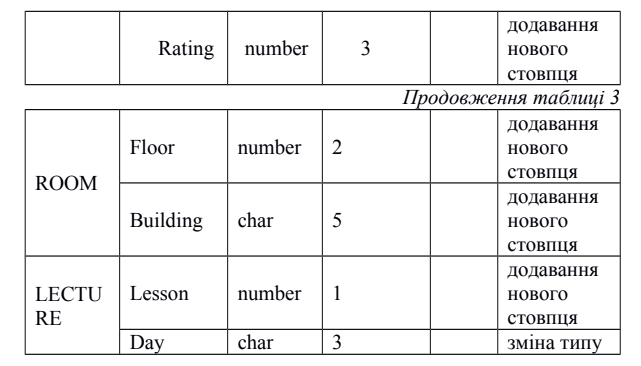 Rating number 3 додавання
нового
стовпця
Продовження таблиці 3
ROOM Floor number 2 додавання
нового
стовпця
Building char 5 додавання
нового
стовпця
LECTU
RE Lesson number 1 додавання
нового
стовпця
Day char 3 зміна типу